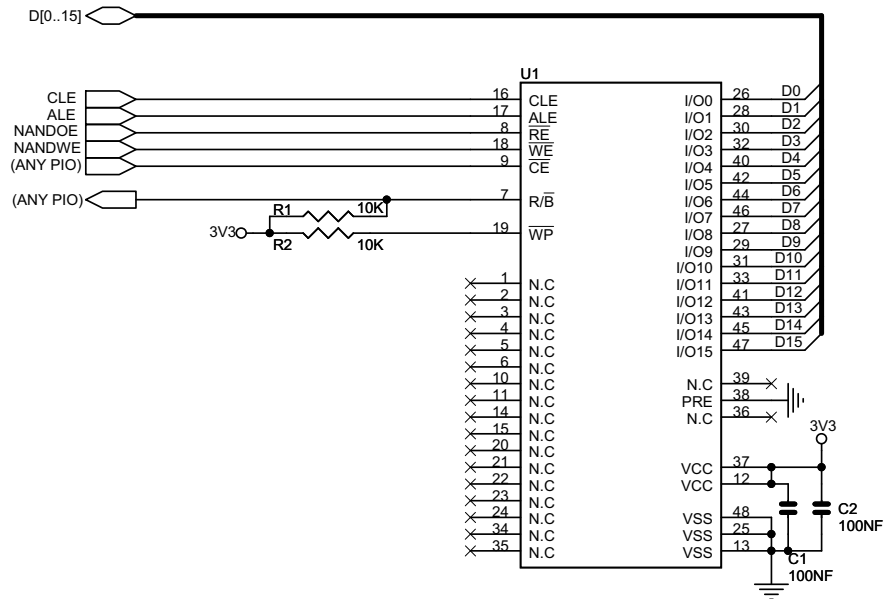 D[0..15]
U1
CLE 16 CLE I/O0 26 D0
ALE 17 ALE I/O1 28 D1
NANDOE 8 RE I/O2 30 D2
NANDWE 18 WE I/O3 32 D3
(ANY PIO) 9 CE I/O4 40 D4
I/O5 42 D5
(ANY PIO) 7 R/B I/O6 44 D6
R1 10K I/O7 46 D7
3V3 19 WP I/O8 27 D8
R2 10K I/O9 29 D9
I/O10 31 D10
1 N.C I/O11 33 D11
2 N.C I/O12 41 D12
3 N.C I/O13 43 D13
4 N.C I/O14 45 D14
5 N.C I/O15 47 D15
6 N.C
10 N.C N.C 39
11 N.C PRE 38
14 N.C N.C 36
15 N.C 3V3
20 N.C
21 N.C VCC 37
22 N.C VCC 12
23 N.C
24 N.C VSS 48 C2
34 N.C VSS 25 100NF
35 N.C VSS 13
C1
100NF